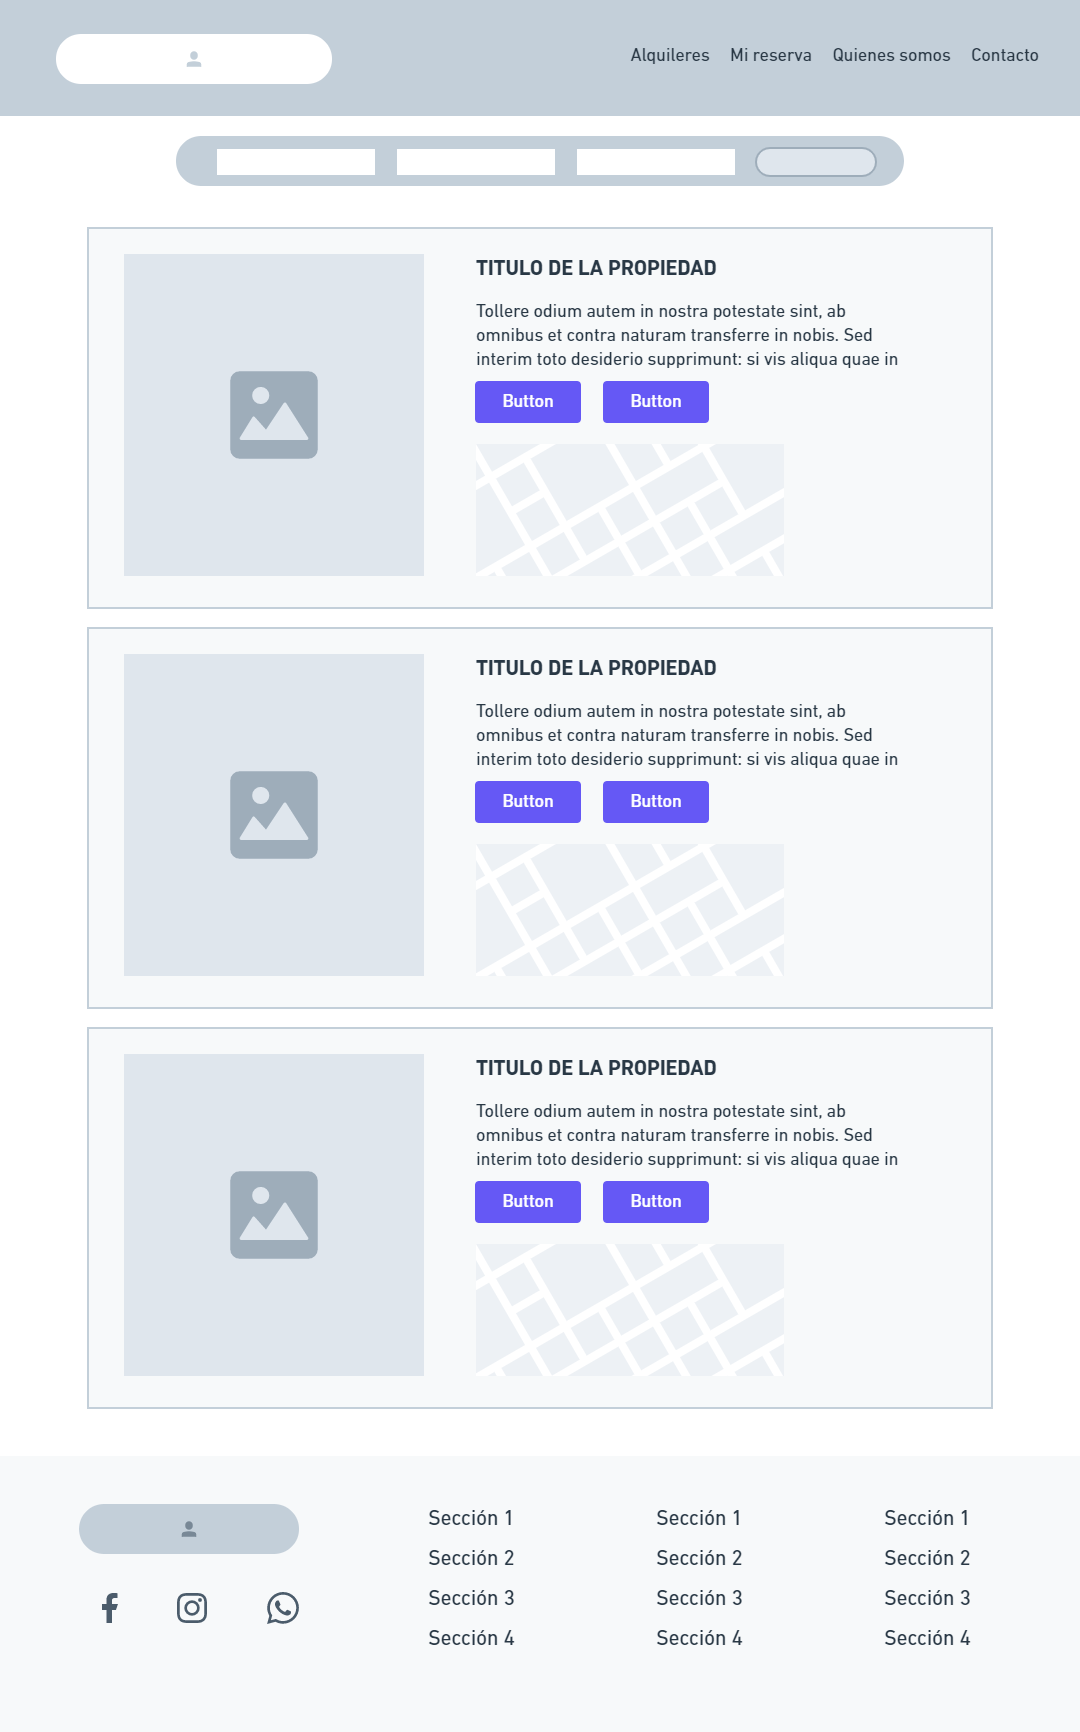 Alquileres Mi reserva Quienes somos Contacto
TITULO DE LA PROPIEDAD
Tollere odium autem in nostra potestate sint, ab
omnibus et contra naturam transferre in nobis. Sed
interim toto desiderio supprimunt: si vis aliqua quae in
Button Button
TITULO DE LA PROPIEDAD
Tollere odium autem in nostra potestate sint, ab
omnibus et contra naturam transferre in nobis. Sed
interim toto desiderio supprimunt: si vis aliqua quae in
Button Button
TITULO DE LA PROPIEDAD
Tollere odium autem in nostra potestate sint, ab
omnibus et contra naturam transferre in nobis. Sed
interim toto desiderio supprimunt: si vis aliqua quae in
Button Button
Sección 1
Sección 2
Sección 3
Sección 4
Sección 1
Sección 2
Sección 3
Sección 4
Sección 1
Sección 2
Sección 3
Sección 4